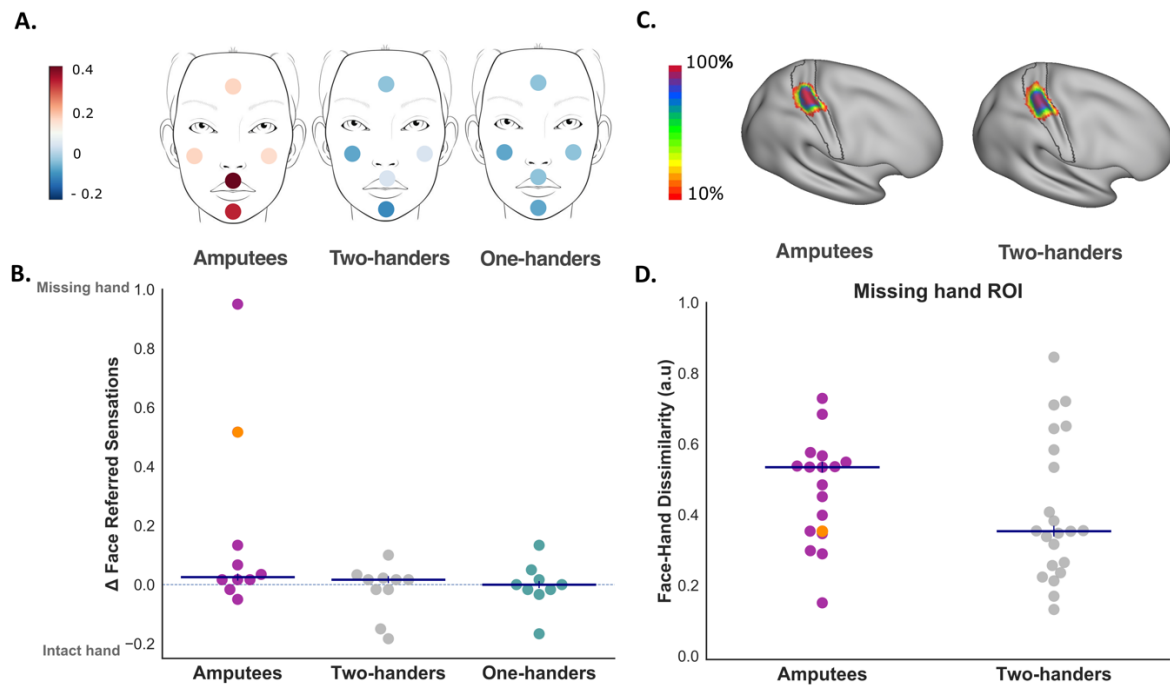 A.
0.4
0.2
0
- 0.2
Amputees
Two-handers
One-handers
B.
Missing hand
1.0
0.8
0.6
0.4
0.2
0.0
−0.2
Intact hand
Δ Face Referred Sensations
Amputees
Two-handers
One-handers
C.
100%
10%
Amputees
Two-handers
D.
Missing hand ROI
1.0
0.8
0.6
0.4
0.2
0.0
Face-Hand Dissimilarity (a.u)
Amputees
Two-handers